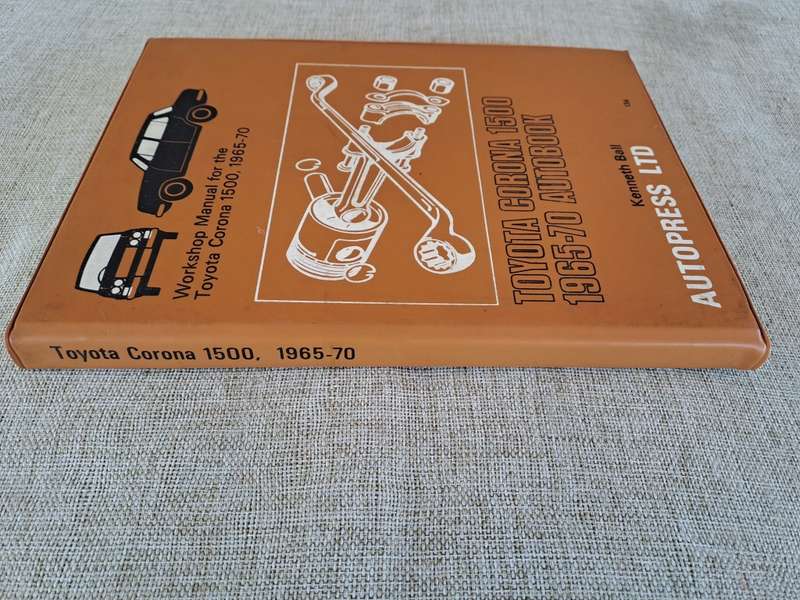 Workshop Manual for the
Toyota Corona 1500, 1965-70
TOYOTA CORONA 1500
1965-70 AUTOBOOK
Kenneth Ball
AUTOPRESS LTD
Toyota Corona 1500, 1965-70